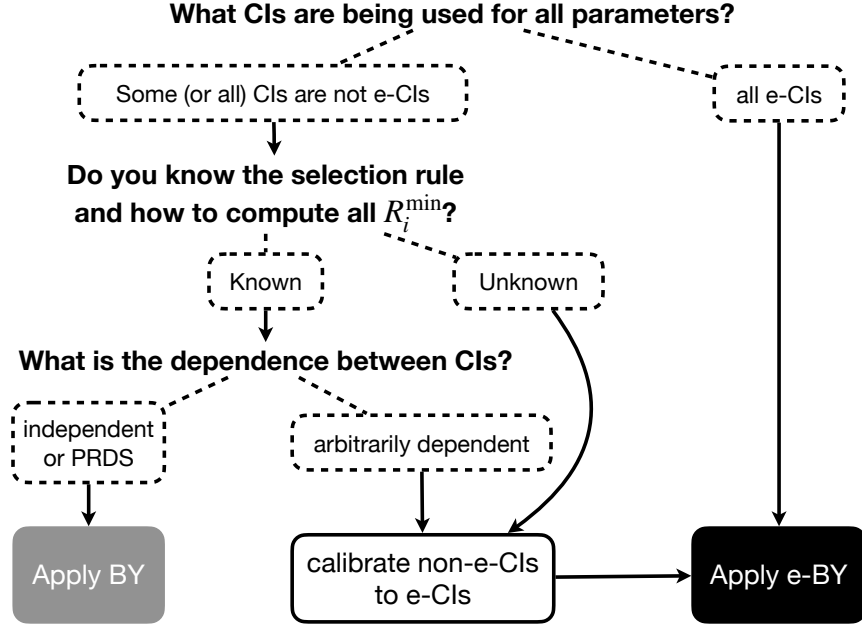 What CIs are being used for all parameters?
Some (or all) CIs are not e-CIs
all e-CIs
Do you know the selection rule
and how to compute all $R_i^{\min}$?
Known
Unknown
What is the dependence between CIs?
independent
or PRDS
arbitrarily dependent
Apply BY
calibrate non-e-CIs
to e-CIs
Apply e-BY